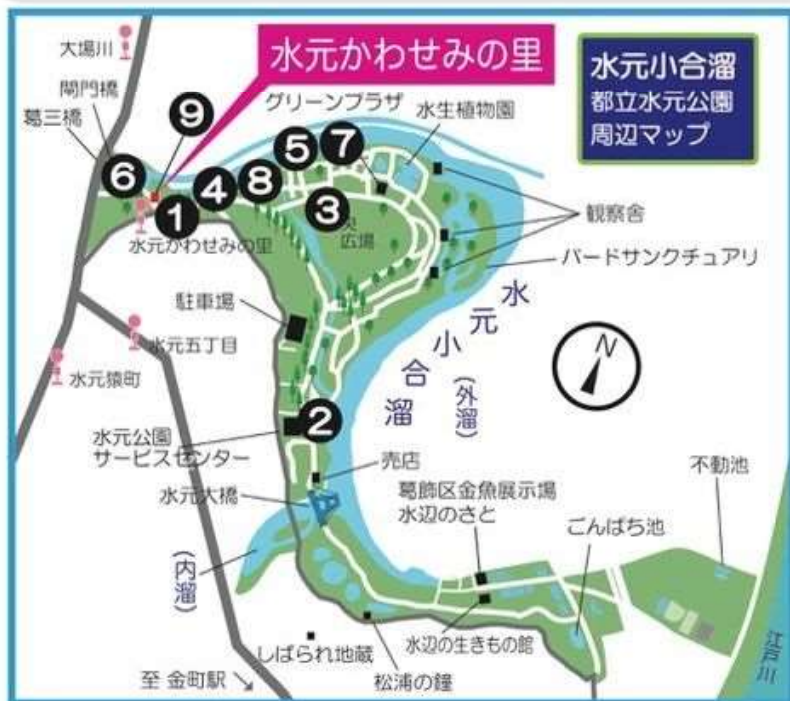 水元かわせみの里
水元小合溜
都立水元公園
周辺マップ
大場川
閘門橋
葛三橋
グリーンプラザ
水生植物園
9
6
1
4
8
5
7
3
広場
観察舎
バードサンクチュアリ
水元かわせみの里
駐車場
水元五丁目
水元猿町
水元小合溜
(外溜)
N
2
水元公園
サービスセンター
売店
水元大橋
葛飾区金魚展示場
水辺のさと
不動池
ごんぱち池
(内溜)
しばられ地蔵
水辺の生きもの館
松浦の鐘
至 金町駅
江戸川